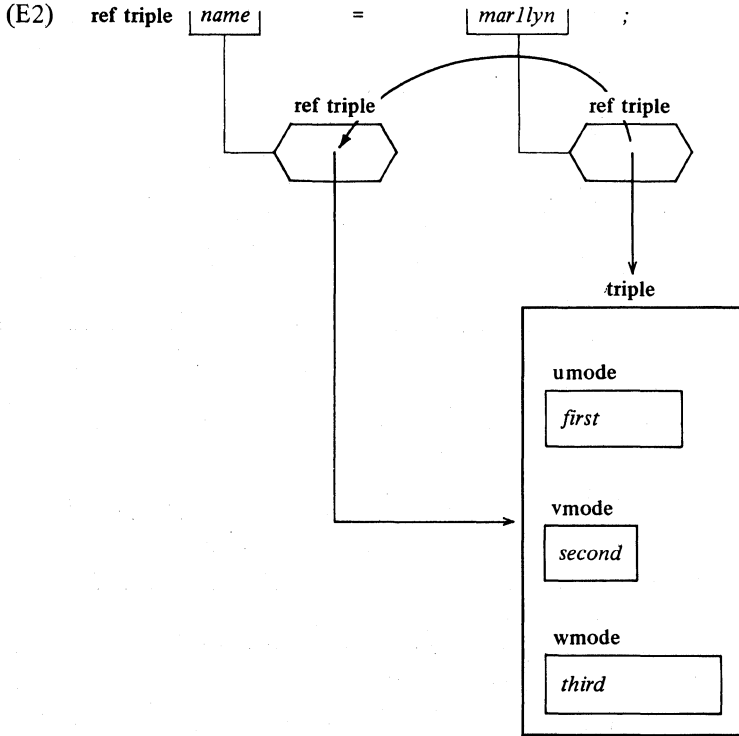 (E2) ref triple name = mar1lyn ;
ref triple ref triple
triple
umode
first
vmode
second
wmode
third